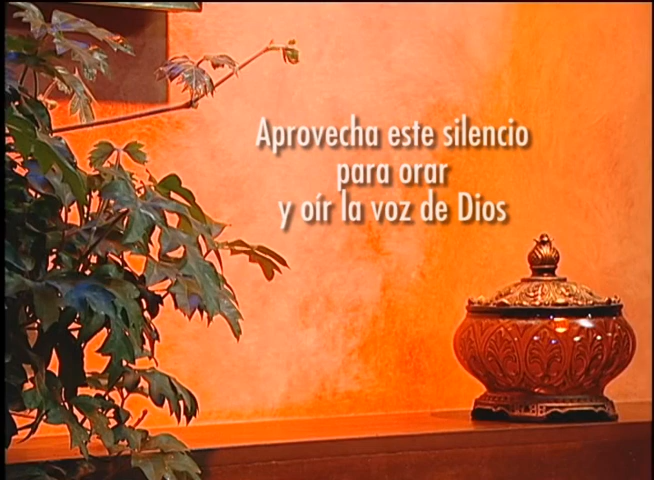 Aprovecha este silencio
para orar
y oír la voz de Dios